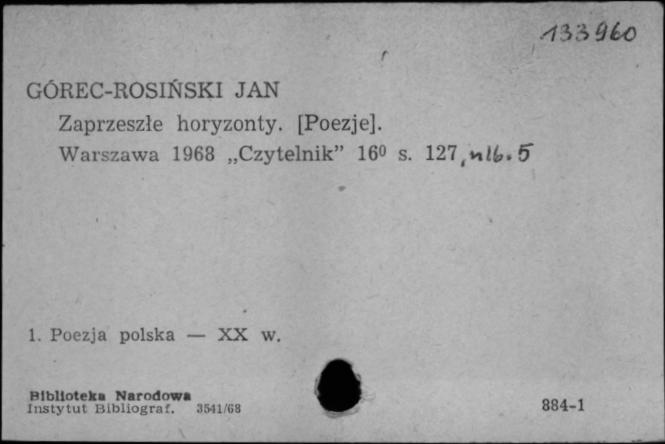 133960
GÓREC-ROSIŃSKI JAN
Zaprzeszłe horyzonty. [Poezje].
Warszawa 1968 „Czytelnik” 16⁰ s. 127, nlb. 5
1. Poezja polska — XX w.
Biblioteka Narodowa
Instytut Bibliograf. 3541/68
884-1